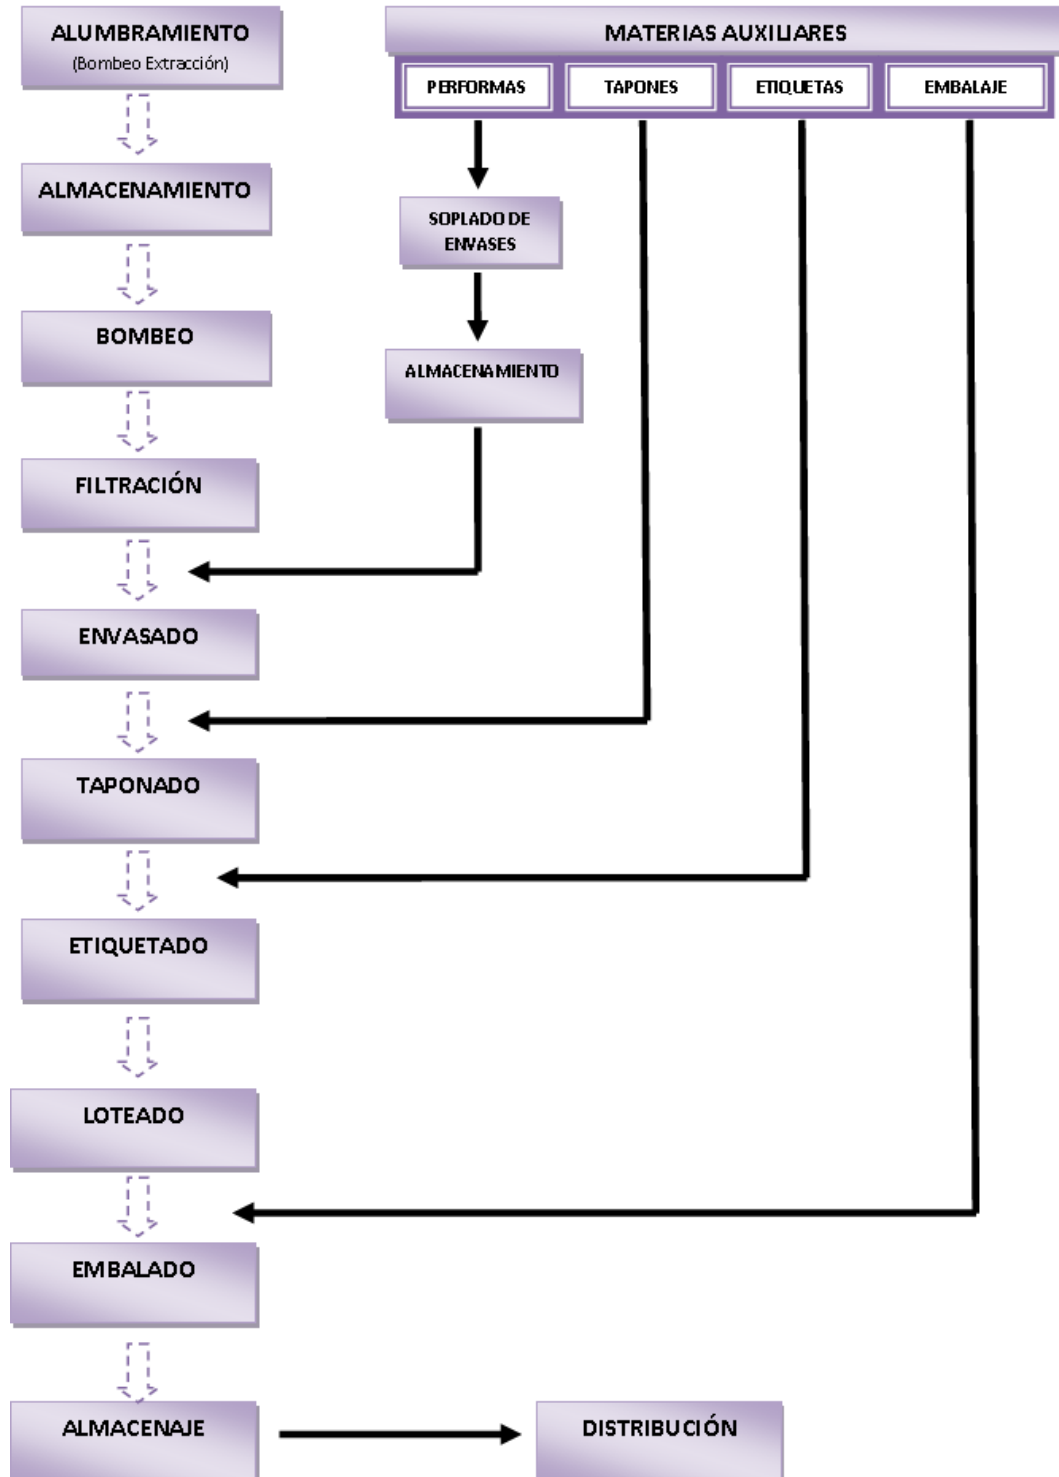 ALUMBRAMIENTO
(Bombeo Extracción)
ALMACENAMIENTO
BOMBEO
FILTRACIÓN
ENVASADO
TAPONADO
ETIQUETADO
LOTEADO
EMBALADO
ALMACENAJE
DISTRIBUCIÓN
MATERIAS AUXILIARES
PERFORMAS
TAPONES
ETIQUETAS
EMBALAJE
SOPLADO DE
ENVASES
ALMACENAMIENTO